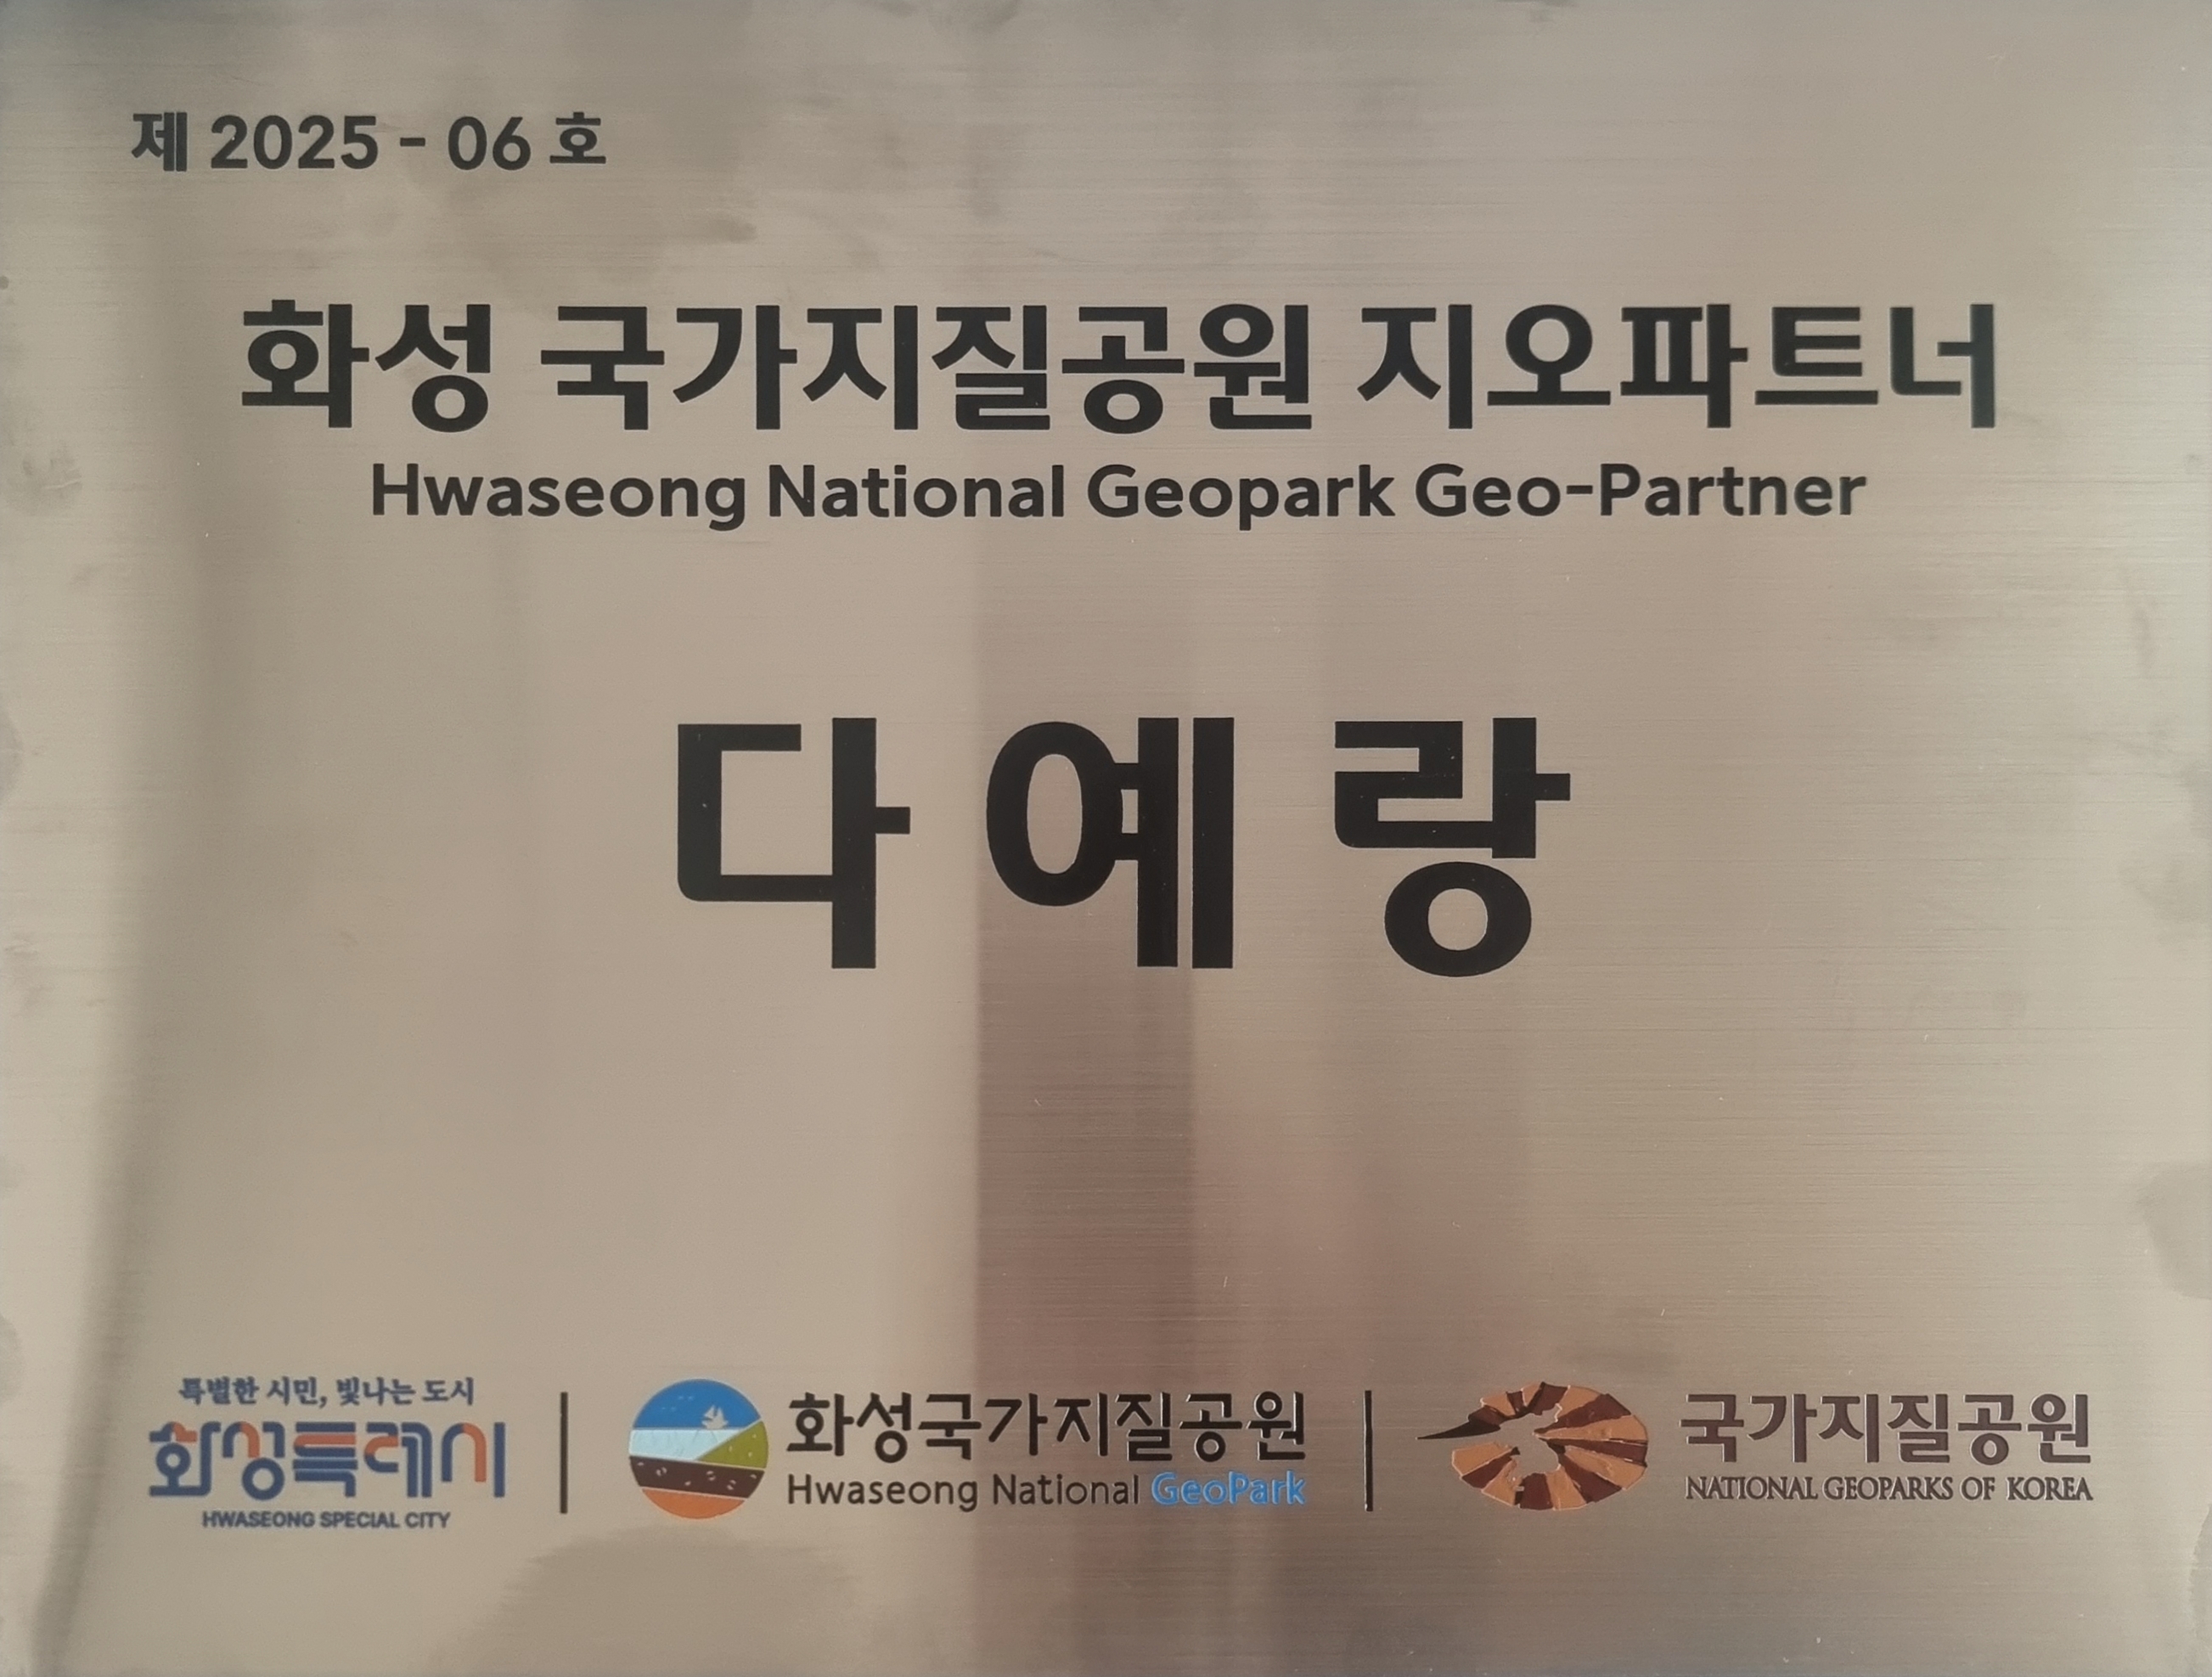 제 2025 - 06 호
화성 국가지질공원 지오파트너
Hwaseong National Geopark Geo-Partner
다예랑
특별한 시민, 빛나는 도시
화성특례시
HWASEONG SPECIAL CITY
화성국가지질공원
Hwaseong National GeoPark
국가지질공원
NATIONAL GEOPARKS OF KOREA